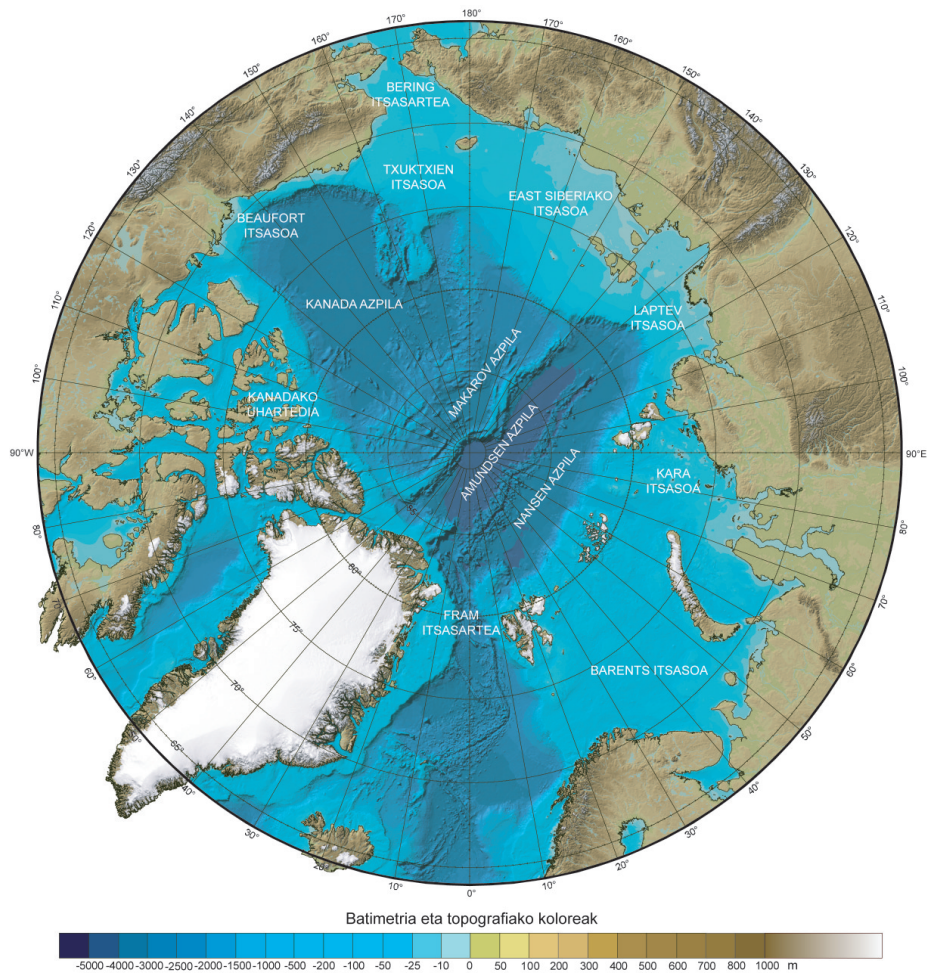 170°
180°
170°
160°
160°
150°
150°
140°
140°
130°
130°
120°
120°
110°
110°
100°
100°
90°W
90°E
80°
80°
70°
60°
60°
50°
40°
40°
30°
30°
20°
20°
10°
10°
0°
BERING
ITSASARTEA
TXUKTXIEN
ITSASOA
EAST SIBERIAKO
ITSASOA
BEAUFORT
ITSASOA
LAPTEV
ITSASOA
KANADA AZPILA
MAKAROV AZPILA
KANADAKO
UHARTEDIA
AMUNDSEN AZPILA
NANSEN AZPILA
KARA
ITSASOA
85°
80°
75°
70°
65°
FRAM
ITSASARTEA
BARENTS ITSASOA
Batimetria eta topografiako koloreak
-5000 -4000 -3000 -2500 -2000 -1500 -1000 -500 -50 -25 -10 0 50 100 200 300 400 600 700 800 1000 m